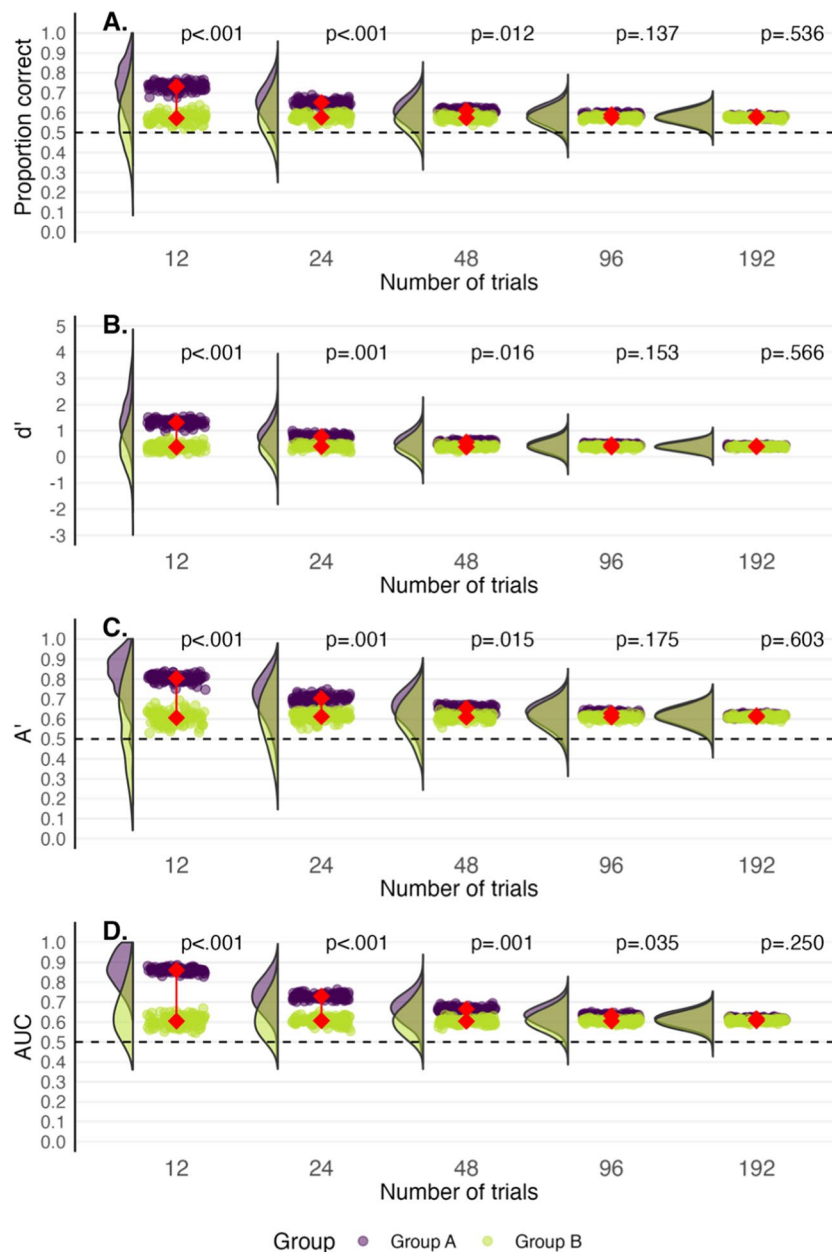 A.
p<.001 p<.001 p=.012 p=.137 p=.536
Proportion correct
1.0
0.9
0.8
0.7
0.6
0.5
0.4
0.3
0.2
0.1
0.0
12 24 48 96 192
Number of trials
B.
p<.001 p=.001 p=.016 p=.153 p=.566
d'
5
4
3
2
1
0
-1
-2
-3
12 24 48 96 192
Number of trials
C.
p<.001 p=.001 p=.015 p=.175 p=.603
A'
1.0
0.9
0.8
0.7
0.6
0.5
0.4
0.3
0.2
0.1
0.0
12 24 48 96 192
Number of trials
D.
p<.001 p<.001 p=.001 p=.035 p=.250
AUC
1.0
0.9
0.8
0.7
0.6
0.5
0.4
0.3
0.2
0.1
0.0
12 24 48 96 192
Number of trials
Group Group A Group B